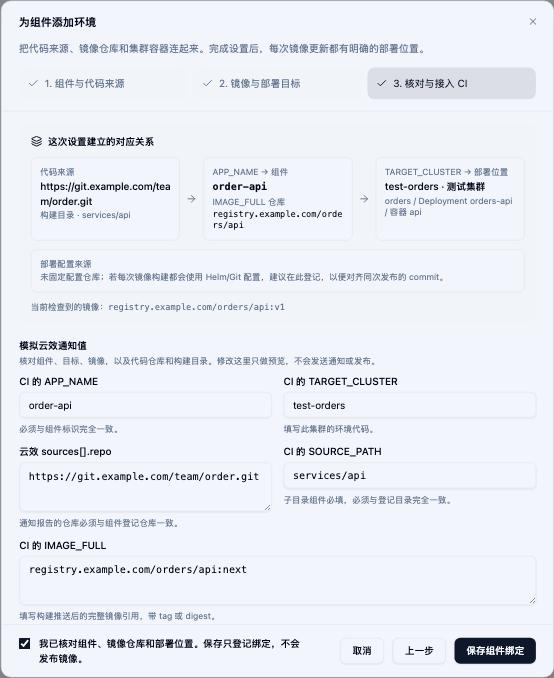 为组件添加环境
把代码来源、镜像仓库和集群容器连起来。完成设置后，每次镜像更新都有明确的部署位置。
1. 组件与代码来源
2. 镜像与部署目标
3. 核对与接入 CI
这次设置建立的对应关系
代码来源
https://git.example.com/tea
m/order.git
构建目录 · services/api
APP_NAME → 组件
order-api
IMAGE_FULL 仓库
registry.example.com/orde
rs/api
TARGET_CLUSTER → 部署位置
test-orders · 测试集群
orders / Deployment orders-api
/ 容器 api
部署配置来源
未固定配置仓库；若每次镜像构建都会使用 Helm/Git 配置，建议在此登记，以便对齐同次发布的 commit。
当前检查到的镜像：registry.example.com/orders/api:v1
模拟云效通知值
核对组件、目标、镜像，以及代码仓库和构建目录。修改这里只做预览，不会发送通知或发布。
CI 的 APP_NAME
order-api
必须与组件标识完全一致。
CI 的 TARGET_CLUSTER
test-orders
填写此集群的环境代码。
云效 sources[].repo
https://git.example.com/team/order.git
通知报告的仓库必须与组件登记仓库一致。
CI 的 SOURCE_PATH
services/api
子目录组件必填，必须与登记目录完全一致。
CI 的 IMAGE_FULL
registry.example.com/orders/api:next
填写构建推送后的完整镜像引用，带 tag 或 digest。
我已核对组件、镜像仓库和部署位置。保存只登记绑定，不会
发布镜像。
取消
上一步
保存组件绑定